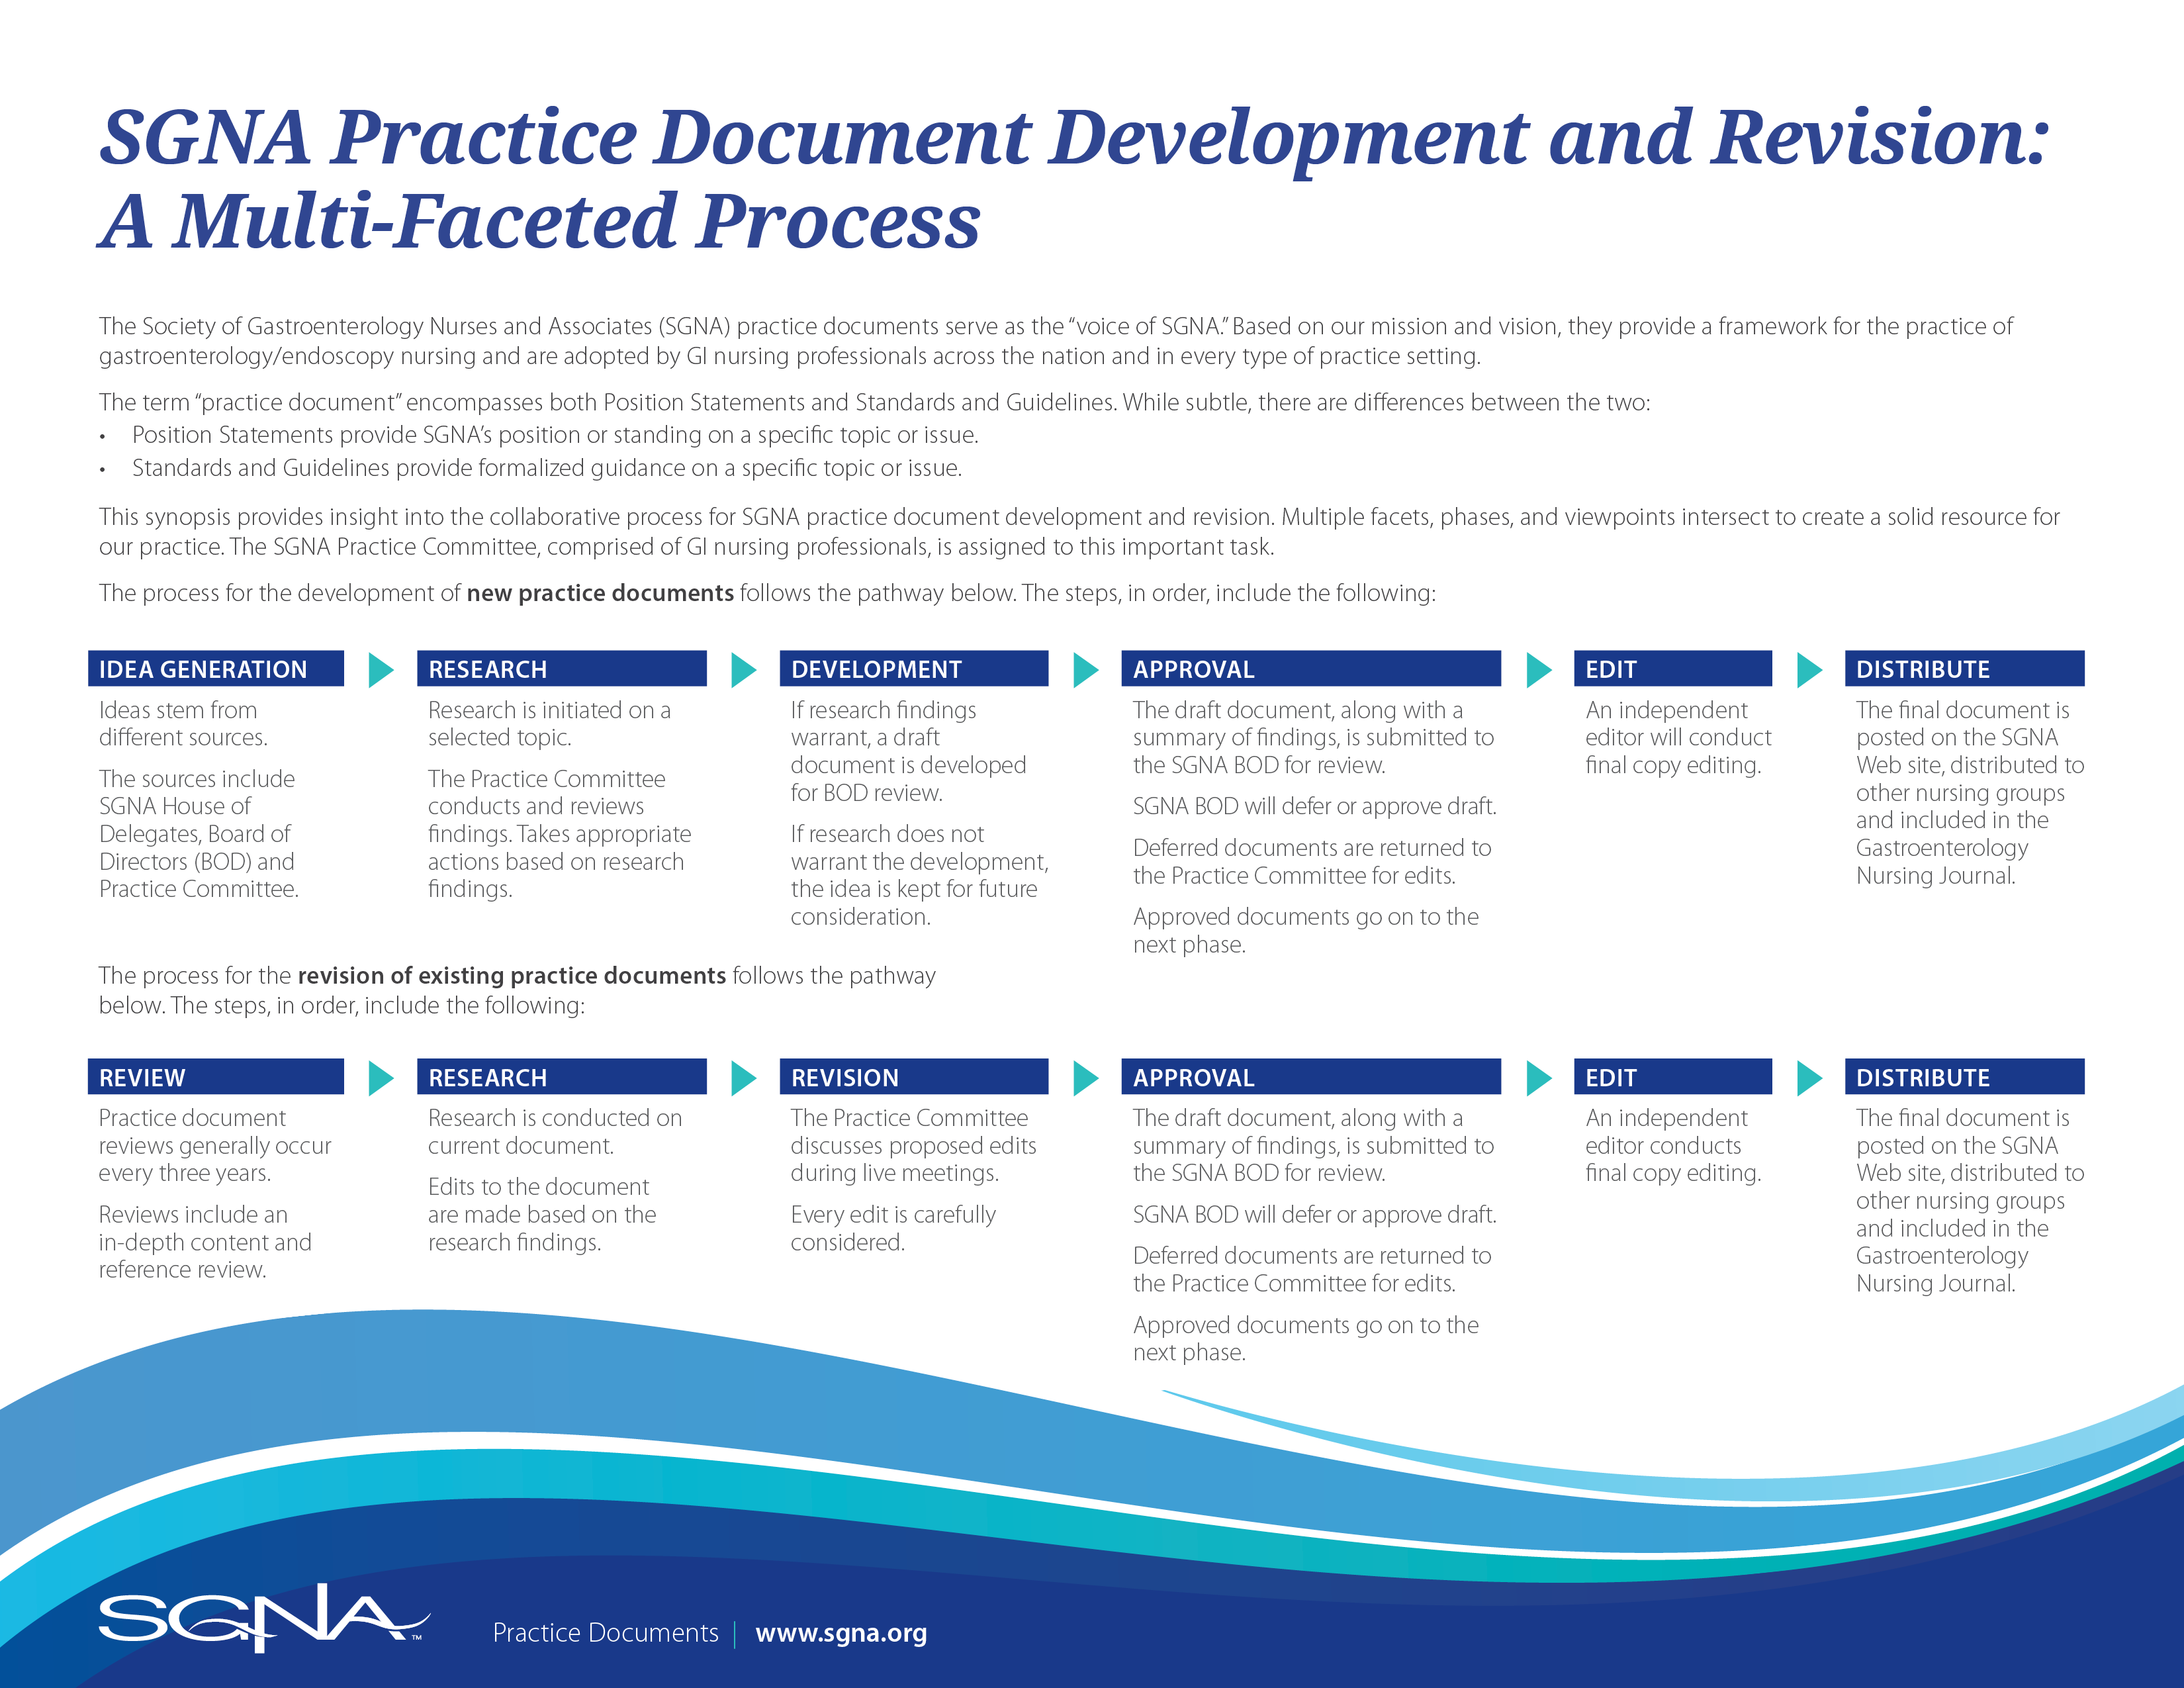 SGNA Practice Document Development and Revision:
A Multi-Faceted Process
The Society of Gastroenterology Nurses and Associates (SGNA) practice documents serve as the “voice of SGNA.” Based on our mission and vision, they provide a framework for the practice of
gastroenterology/endoscopy nursing and are adopted by GI nursing professionals across the nation and in every type of practice setting.
The term “practice document” encompasses both Position Statements and Standards and Guidelines. While subtle, there are differences between the two:
• Position Statements provide SGNA’s position or standing on a specific topic or issue.
• Standards and Guidelines provide formalized guidance on a specific topic or issue.
This synopsis provides insight into the collaborative process for SGNA practice document development and revision. Multiple facets, phases, and viewpoints intersect to create a solid resource for
our practice. The SGNA Practice Committee, comprised of GI nursing professionals, is assigned to this important task.
The process for the development of new practice documents follows the pathway below. The steps, in order, include the following:
IDEA GENERATION
Ideas stem from
different sources.
The sources include
SGNA House of
Delegates, Board of
Directors (BOD) and
Practice Committee.
RESEARCH
Research is initiated on a
selected topic.
The Practice Committee
conducts and reviews
findings. Takes appropriate
actions based on research
findings.
DEVELOPMENT
If research findings
warrant, a draft
document is developed
for BOD review.
If research does not
warrant the development,
the idea is kept for future
consideration.
APPROVAL
The draft document, along with a
summary of findings, is submitted to
the SGNA BOD for review.
SGNA BOD will defer or approve draft.
Deferred documents are returned to
the Practice Committee for edits.
Approved documents go on to the
next phase.
EDIT
An independent
editor will conduct
final copy editing.
DISTRIBUTE
The final document is
posted on the SGNA
Web site, distributed to
other nursing groups
and included in the
Gastroenterology
Nursing Journal.
The process for the revision of existing practice documents follows the pathway
below. The steps, in order, include the following:
REVIEW
Practice document
reviews generally occur
every three years.
Reviews include an
in-depth content and
reference review.
RESEARCH
Research is conducted on
current document.
Edits to the document
are made based on the
research findings.
REVISION
The Practice Committee
discusses proposed edits
during live meetings.
Every edit is carefully
considered.
APPROVAL
The draft document, along with a
summary of findings, is submitted to
the SGNA BOD for review.
SGNA BOD will defer or approve draft.
Deferred documents are returned to
the Practice Committee for edits.
Approved documents go on to the
next phase.
EDIT
An independent
editor conducts
final copy editing.
DISTRIBUTE
The final document is
posted on the SGNA
Web site, distributed to
other nursing groups
and included in the
Gastroenterology
Nursing Journal.
SGNA™
Practice Documents | www.sgna.org